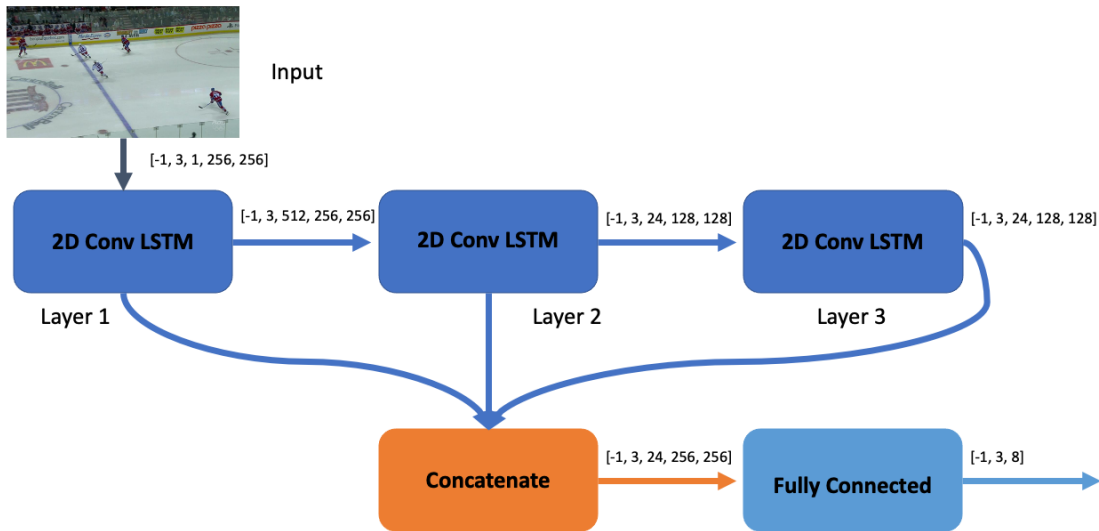 Input
[-1, 3, 1, 256, 256]
2D Conv LSTM
[-1, 3, 512, 256, 256]
2D Conv LSTM
[-1, 3, 24, 128, 128]
2D Conv LSTM
[-1, 3, 24, 128, 128]
Layer 1
Layer 2
Layer 3
Concatenate
[-1, 3, 24, 256, 256]
Fully Connected
[-1, 3, 8]